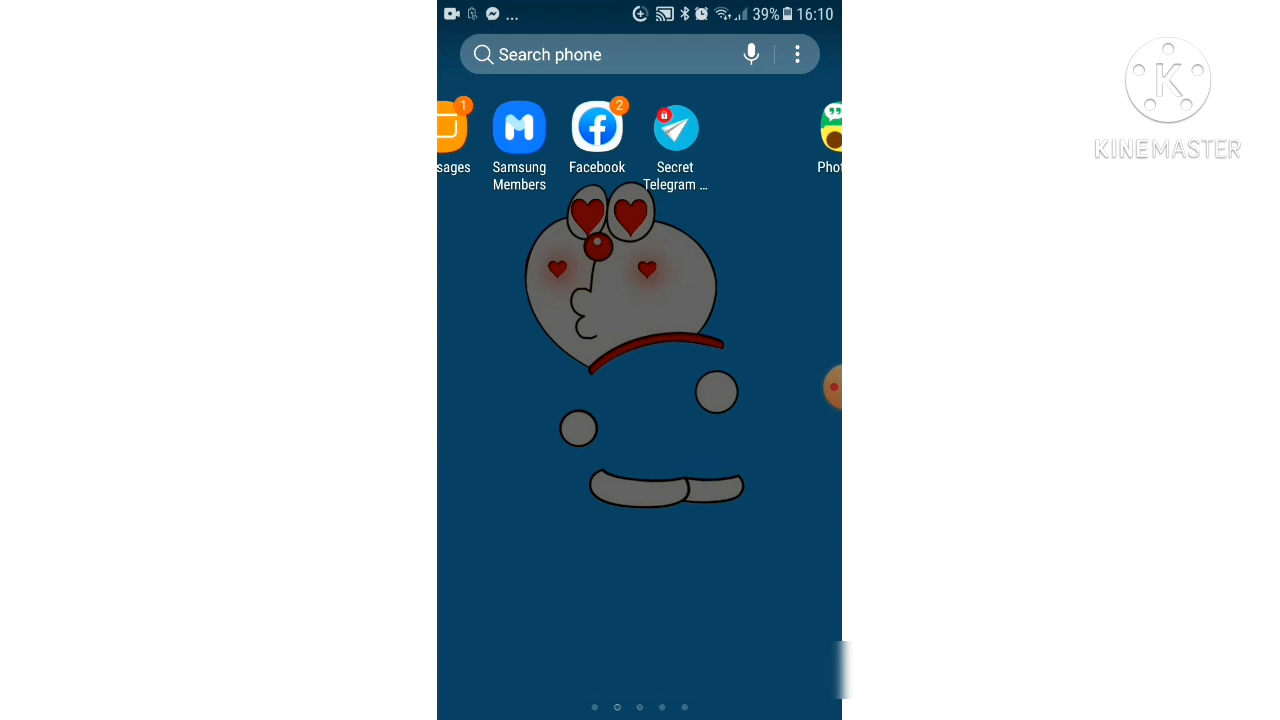 ... 39% 16:10
Search phone
1 2
sages Samsung Members Facebook Secret Telegram ... Phot
K
KINEMASTER